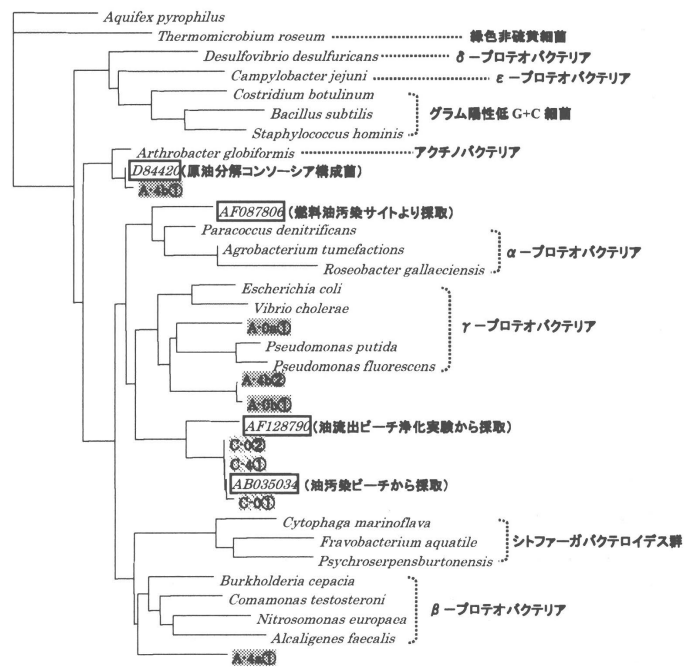 Aquifex pyrophilus
Thermomicrobium roseum 緑色非硫黄細菌
Desulfovibrio desulfuricans δ－プロテオバクテリア
Campylobacter jejuni ε－プロテオバクテリア
Costridium botulinum
Bacillus subtilis グラム陽性低 G+C 細菌
Staphylococcus hominis
Arthrobacter globiformis アクチノバクテリア
D84420(原油分解コンソーシア構成菌)
A-4b①
AF087806 (燃料油汚染サイトより採取)
Paracoccus denitrificans
Agrobacterium tumefactions α－プロテオバクテリア
Roseobacter gallaeciensis
Escherichia coli
Vibrio cholerae
A-0a① γ－プロテオバクテリア
Pseudomonas putida
Pseudomonas fluorescens
A-4b②
A-0b①
AF128790(油流出ビーチ浄化実験から採取)
C-0②
C-4①
AB035034 (油汚染ビーチから採取)
C-0①
Cytophaga marinoflava
Fravobacterium aquatile シトファーガバクテロイデス群
Psychroserpensburtonensis
Burkholderia cepacia
Comamonas testosteroni
Nitrosomonas europaea β－プロテオバクテリア
Alcaligenes faecalis
A-4a①